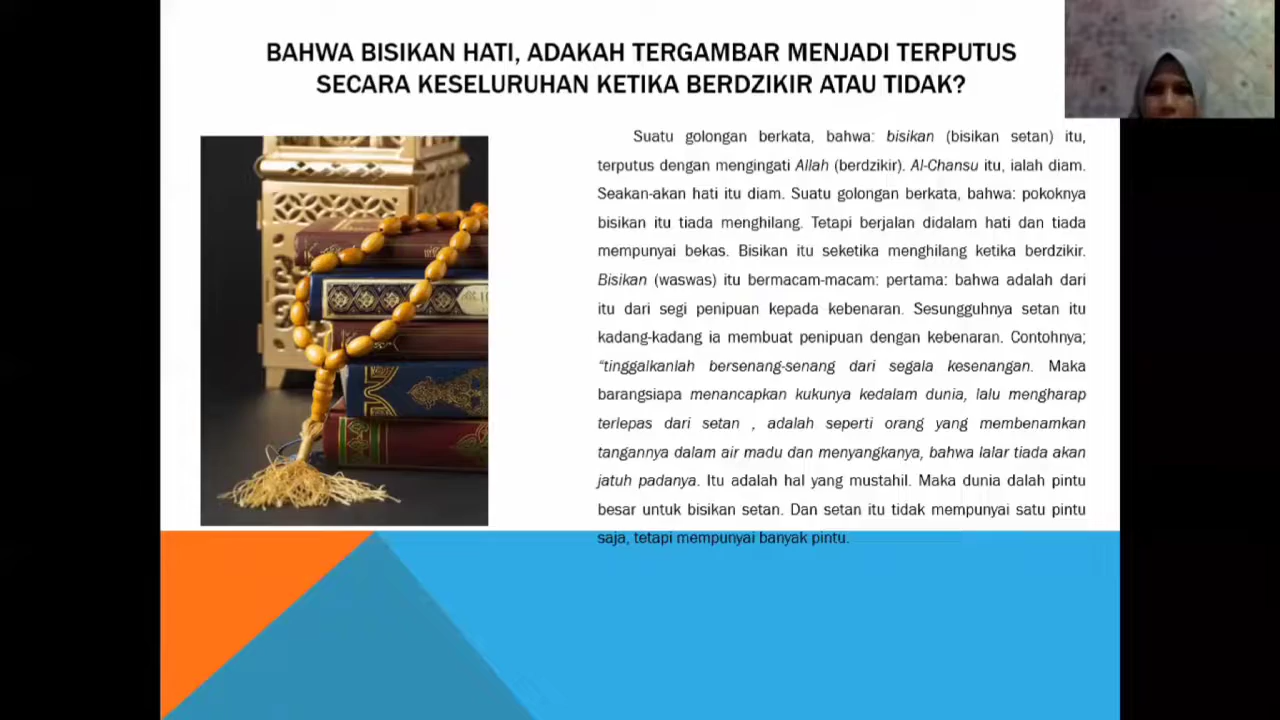 BAHWA BISIKAN HATI, ADAKAH TERGAMBAR MENJADI TERPUTUS
SECARA KESELURUHAN KETIKA BERDZIKIR ATAU TIDAK?
Suatu golongan berkata, bahwa: bisikan (bisikan setan) itu,
terputus dengan mengingati Allah (berdzikir). Al-Chansu itu, ialah diam.
Seakan-akan hati itu diam. Suatu golongan berkata, bahwa: pokoknya
bisikan itu tiada menghilang. Tetapi berjalan didalam hati dan tiada
mempunyai bekas. Bisikan itu seketika menghilang ketika berdzikir.
Bisikan (waswas) itu bermacam-macam: pertama: bahwa adalah dari
itu dari segi penipuan kepada kebenaran. Sesungguhnya setan itu
kadang-kadang ia membuat penipuan dengan kebenaran. Contohnya;
“tinggalkanlah bersenang-senang dari segala kesenangan. Maka
barangsiapa menancapkan kukunya kedalam dunia, lalu mengharap
terlepas dari setan , adalah seperti orang yang membenamkan
tangannya dalam air madu dan menyangkanya, bahwa lalar tiada akan
jatuh padanya. Itu adalah hal yang mustahil. Maka dunia dalah pintu
besar untuk bisikan setan. Dan setan itu tidak mempunyai satu pintu
saja, tetapi mempunyai banyak pintu.